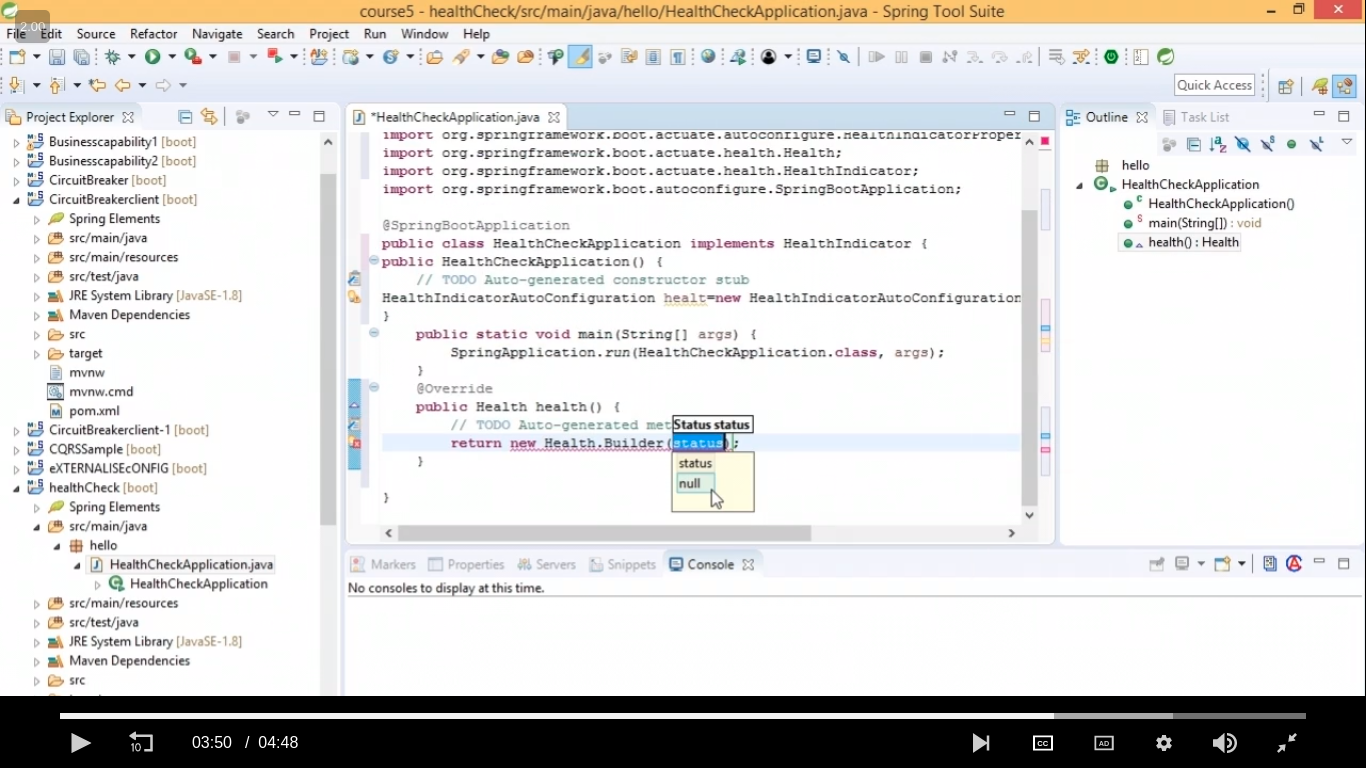 course5 - healthCheck/src/main/java/hello/HealthCheckApplication.java - Spring Tool Suite
2.00
File Edit Source Refactor Navigate Search Project Run Window Help
Quick Access
Project Explorer
Businesscapability1 [boot]
Businesscapability2 [boot]
CircuitBreaker [boot]
CircuitBreakerclient [boot]
Spring Elements
src/main/java
src/main/resources
src/test/java
JRE System Library [JavaSE-1.8]
Maven Dependencies
src
target
mvnw
mvnw.cmd
pom.xml
CircuitBreakerclient-1 [boot]
CQRSSample [boot]
eXTERNALISEcONFIG [boot]
healthCheck [boot]
Spring Elements
src/main/java
hello
HealthCheckApplication.java
HealthCheckApplication
src/main/resources
src/test/java
JRE System Library [JavaSE-1.8]
Maven Dependencies
src
*HealthCheckApplication.java
import org.springframework.boot.actuate.autoconfigure.HealthIndicatorProper
import org.springframework.boot.actuate.health.Health;
import org.springframework.boot.actuate.health.HealthIndicator;
import org.springframework.boot.autoconfigure.SpringBootApplication;
@SpringBootApplication
public class HealthCheckApplication implements HealthIndicator {
public HealthCheckApplication() {
// TODO Auto-generated constructor stub
HealthIndicatorAutoConfiguration healt=new HealthIndicatorAutoConfiguration
}
public static void main(String[] args) {
SpringApplication.run(HealthCheckApplication.class, args);
}
@Override
public Health health() {
// TODO Auto-generated met
Status status
return new Health.Builder(status);
}
status
null
}
Outline
Task List
hello
HealthCheckApplication
HealthCheckApplication()
main(String[]) : void
health() : Health
Markers Properties Servers Snippets Console
No consoles to display at this time.
10
03:50 / 04:48
CC
AD